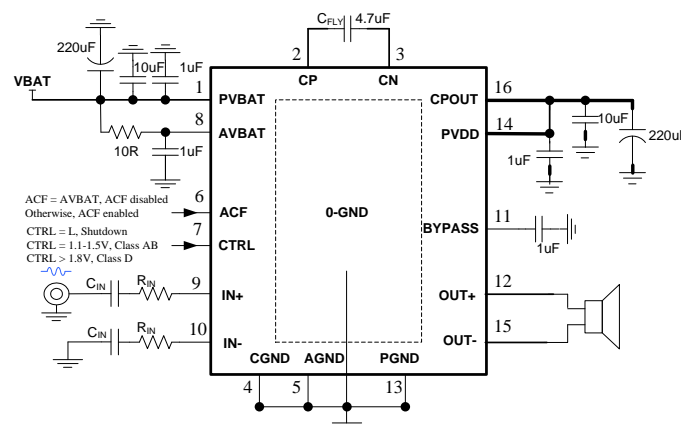 CFLY 4.7uF
220uF
10uF 1uF
2 3
VBAT
CP CN
1 16
PVBAT CPOUT
8 14
AVBAT PVDD
10uF
220u
10R 1uF
1uF
ACF = AVBAT, ACF disabled
Otherwise, ACF enabled
6
ACF
0-GND
CTRL = L, Shutdown
CTRL = 1.1-1.5V, Class AB
CTRL > 1.8V, Class D
7
CTRL
11
BYPASS
1uF
CIN RIN 9
IN+
12
OUT+
CIN RIN 10
IN-
15
OUT-
CGND AGND PGND
4 5 13